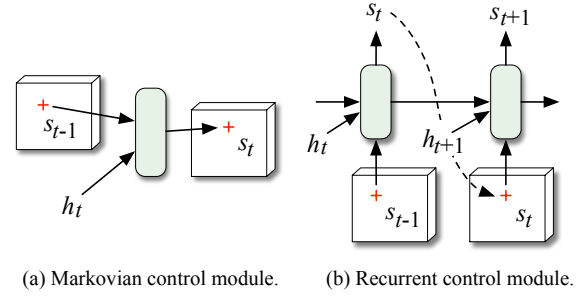 s_t s_{t+1}
s_{t-1} s_t
h_t
h_t h_{t+1}
s_{t-1} s_t
(a) Markovian control module. (b) Recurrent control module.